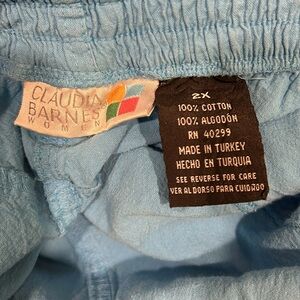 CLAUDIA
BARNES
WOMEN
2X
100% COTTON
100% ALGODÓN
RN 40299
MADE IN TURKEY
HECHO EN TURQUIA
SEE REVERSE FOR CARE
VER AL DORSO PARA CUIDADO